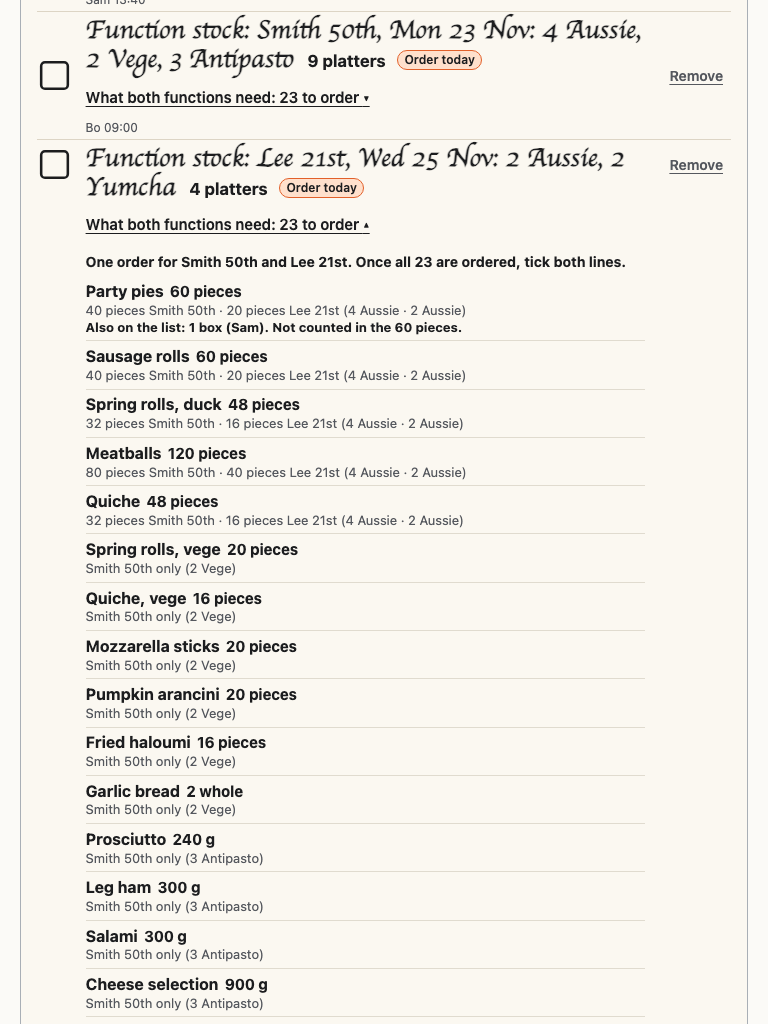 Sam 13:40
Function stock: Smith 50th, Mon 23 Nov: 4 Aussie,
2 Vege, 3 Antipasto 9 platters Order today
Remove
What both functions need: 23 to order ▾
Bo 09:00
Function stock: Lee 21st, Wed 25 Nov: 2 Aussie, 2
Remove
Yumcha 4 platters Order today
What both functions need: 23 to order ▴
One order for Smith 50th and Lee 21st. Once all 23 are ordered, tick both lines.
Party pies 60 pieces
40 pieces Smith 50th · 20 pieces Lee 21st (4 Aussie · 2 Aussie)
Also on the list: 1 box (Sam). Not counted in the 60 pieces.
Sausage rolls 60 pieces
40 pieces Smith 50th · 20 pieces Lee 21st (4 Aussie · 2 Aussie)
Spring rolls, duck 48 pieces
32 pieces Smith 50th · 16 pieces Lee 21st (4 Aussie · 2 Aussie)
Meatballs 120 pieces
80 pieces Smith 50th · 40 pieces Lee 21st (4 Aussie · 2 Aussie)
Quiche 48 pieces
32 pieces Smith 50th · 16 pieces Lee 21st (4 Aussie · 2 Aussie)
Spring rolls, vege 20 pieces
Smith 50th only (2 Vege)
Quiche, vege 16 pieces
Smith 50th only (2 Vege)
Mozzarella sticks 20 pieces
Smith 50th only (2 Vege)
Pumpkin arancini 20 pieces
Smith 50th only (2 Vege)
Fried haloumi 16 pieces
Smith 50th only (2 Vege)
Garlic bread 2 whole
Smith 50th only (2 Vege)
Prosciutto 240 g
Smith 50th only (3 Antipasto)
Leg ham 300 g
Smith 50th only (3 Antipasto)
Salami 300 g
Smith 50th only (3 Antipasto)
Cheese selection 900 g
Smith 50th only (3 Antipasto)